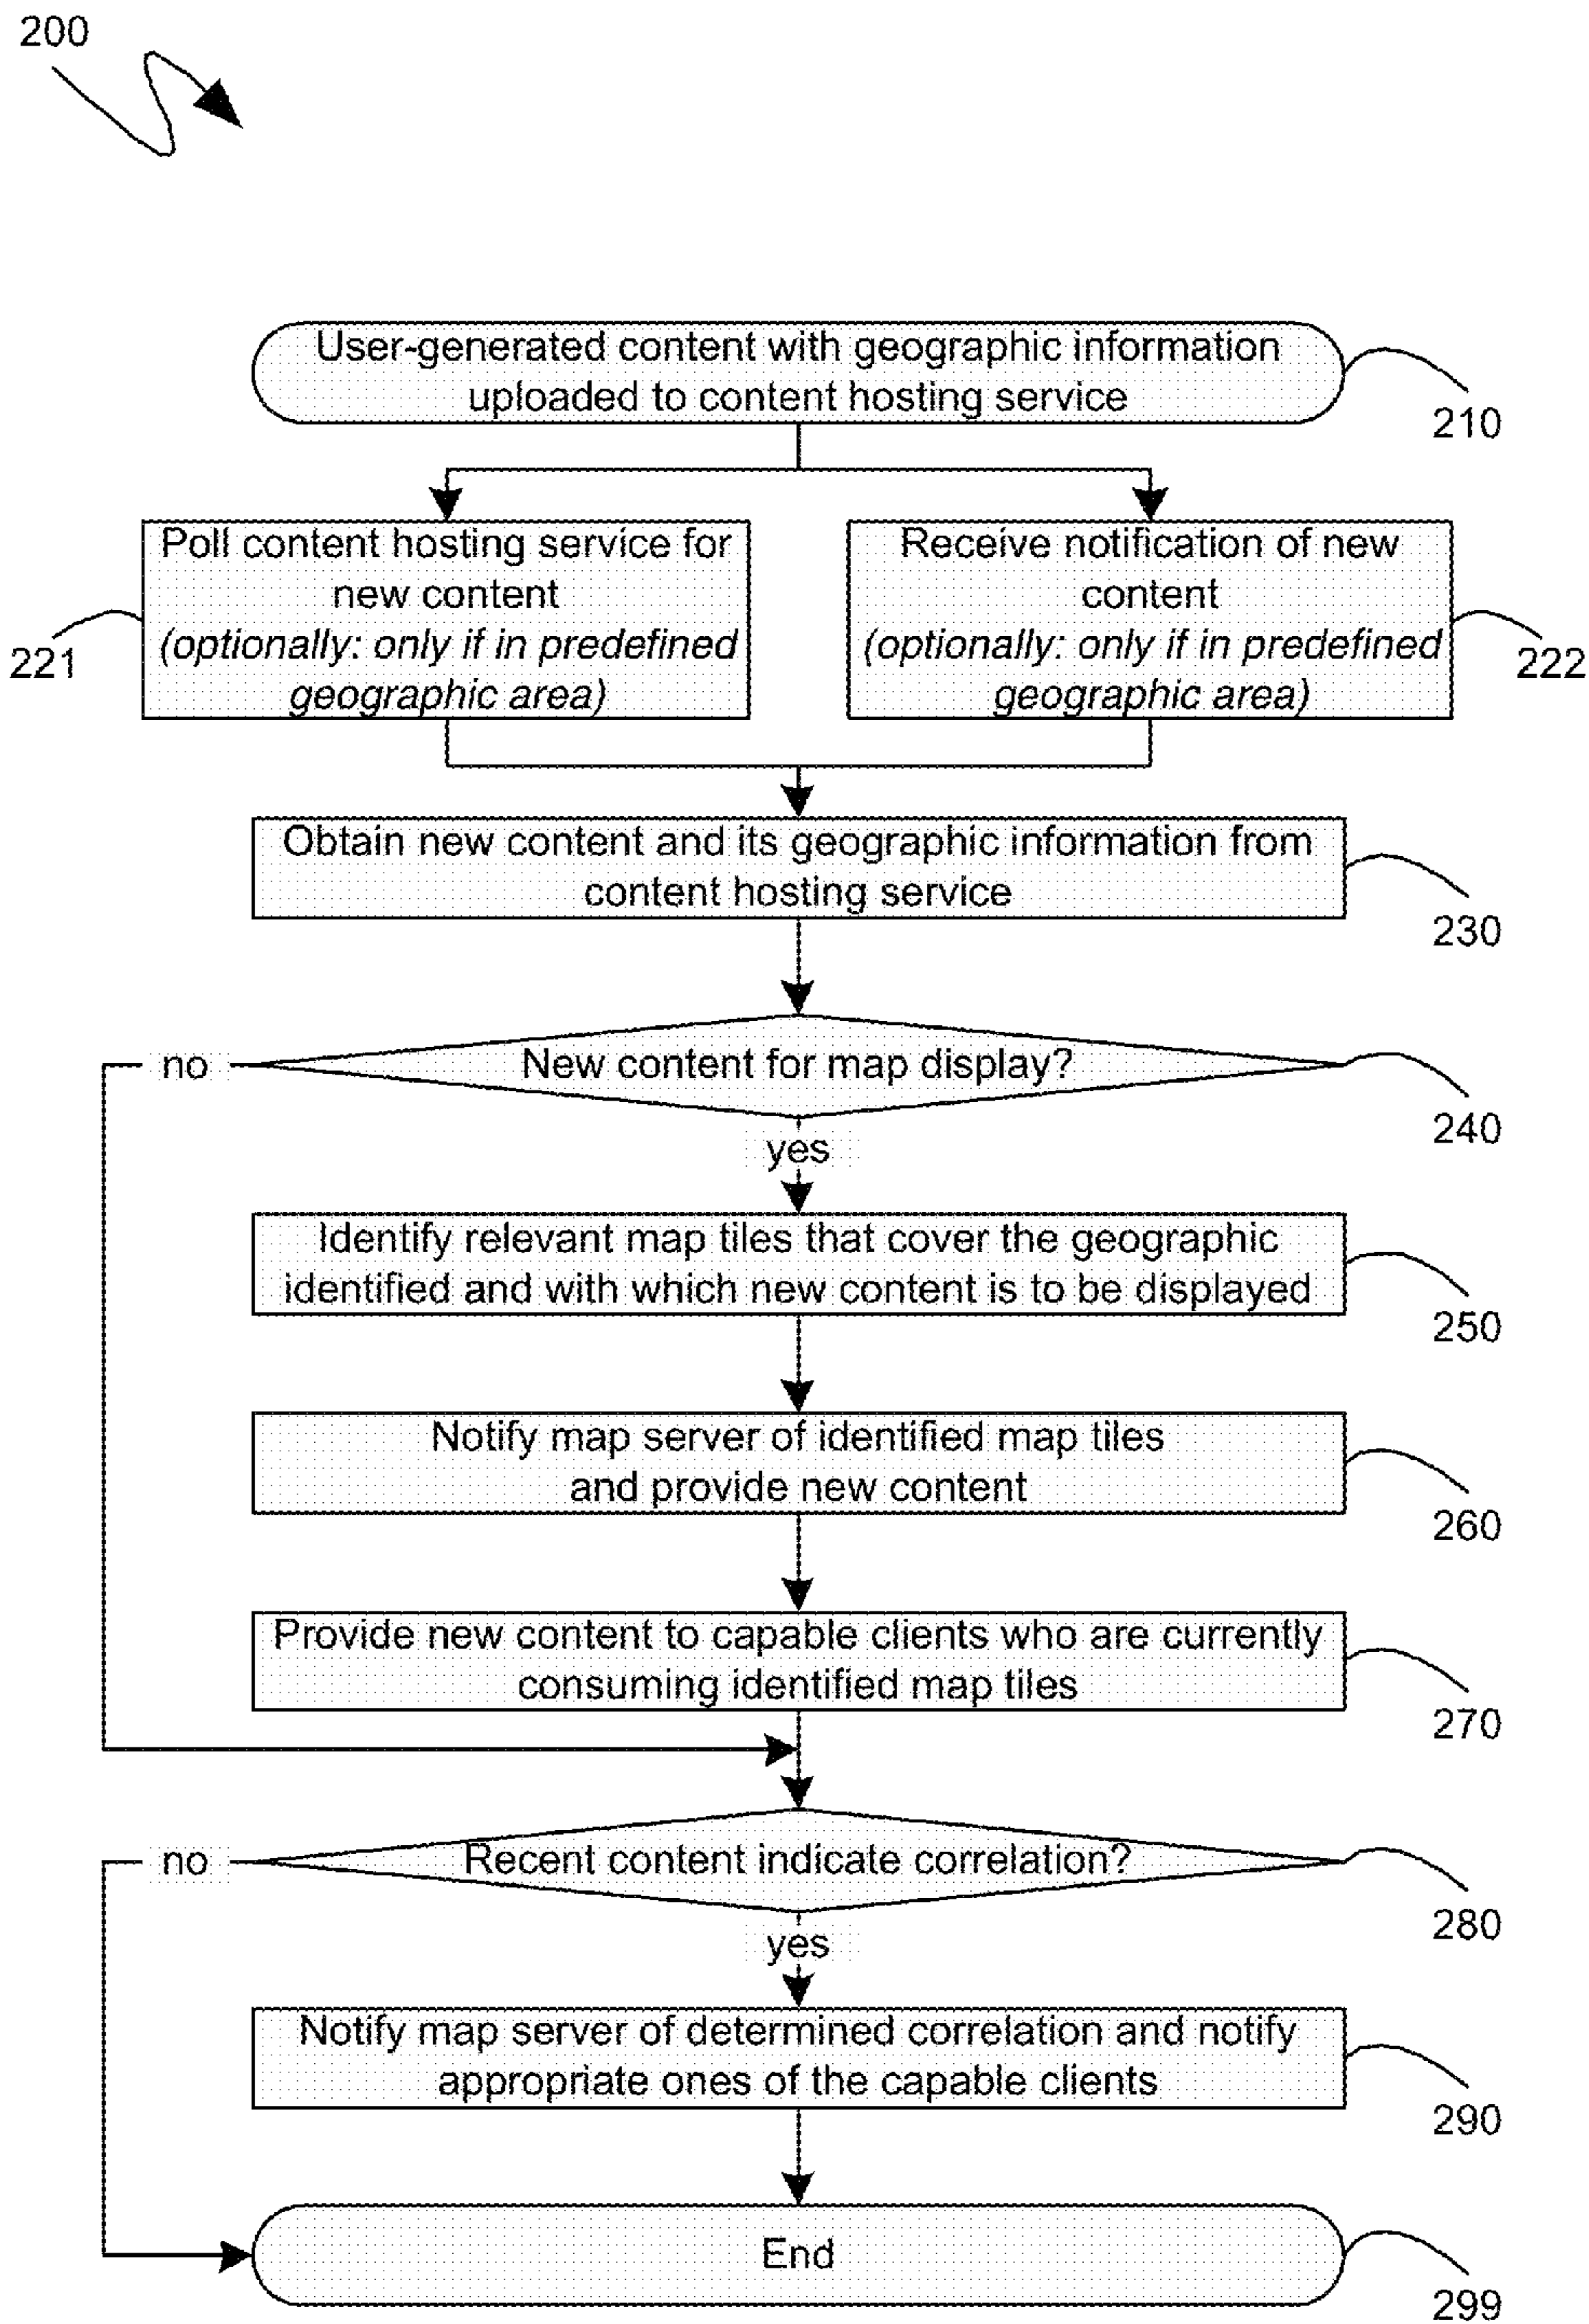 200
User-generated content with geographic information
uploaded to content hosting service
210
Poll content hosting service for
new content
(optionally: only if in predefined
geographic area)
221
Receive notification of new
content
(optionally: only if in predefined
geographic area)
222
Obtain new content and its geographic information from
content hosting service
230
New content for map display?
no
240
yes
Identify relevant map tiles that cover the geographic
identified and with which new content is to be displayed
250
Notify map server of identified map tiles
and provide new content
260
Provide new content to capable clients who are currently
consuming identified map tiles
270
Recent content indicate correlation?
no
280
yes
Notify map server of determined correlation and notify
appropriate ones of the capable clients
290
End
299